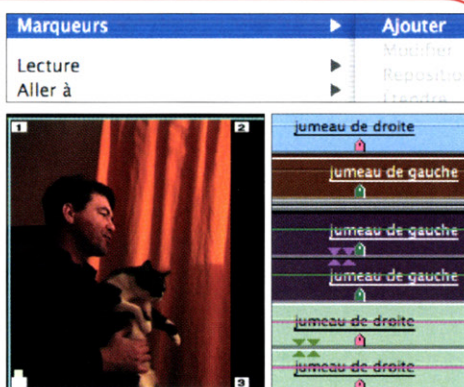 Marqueurs
Ajouter
Modifier
Lecture
Aller à
1
2
3
jumeau de droite
jumeau de gauche
jumeau de gauche
jumeau de gauche
jumeau de droite
jumeau de droite